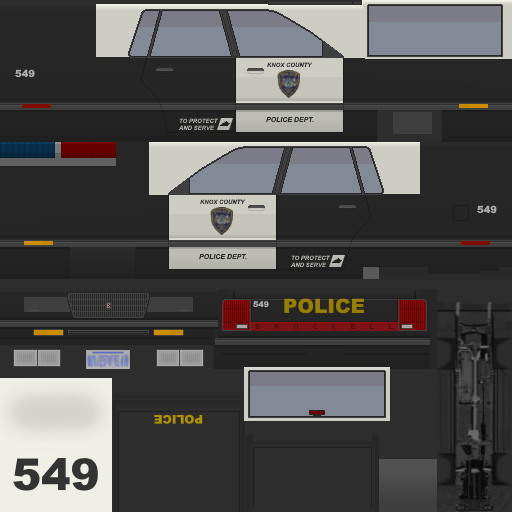 KNOX COUNTY
549
TO PROTECT
AND SERVE
POLICE DEPT.
KNOX COUNTY
549
POLICE DEPT.
TO PROTECT
AND SERVE
549
POLICE
POLICE
549